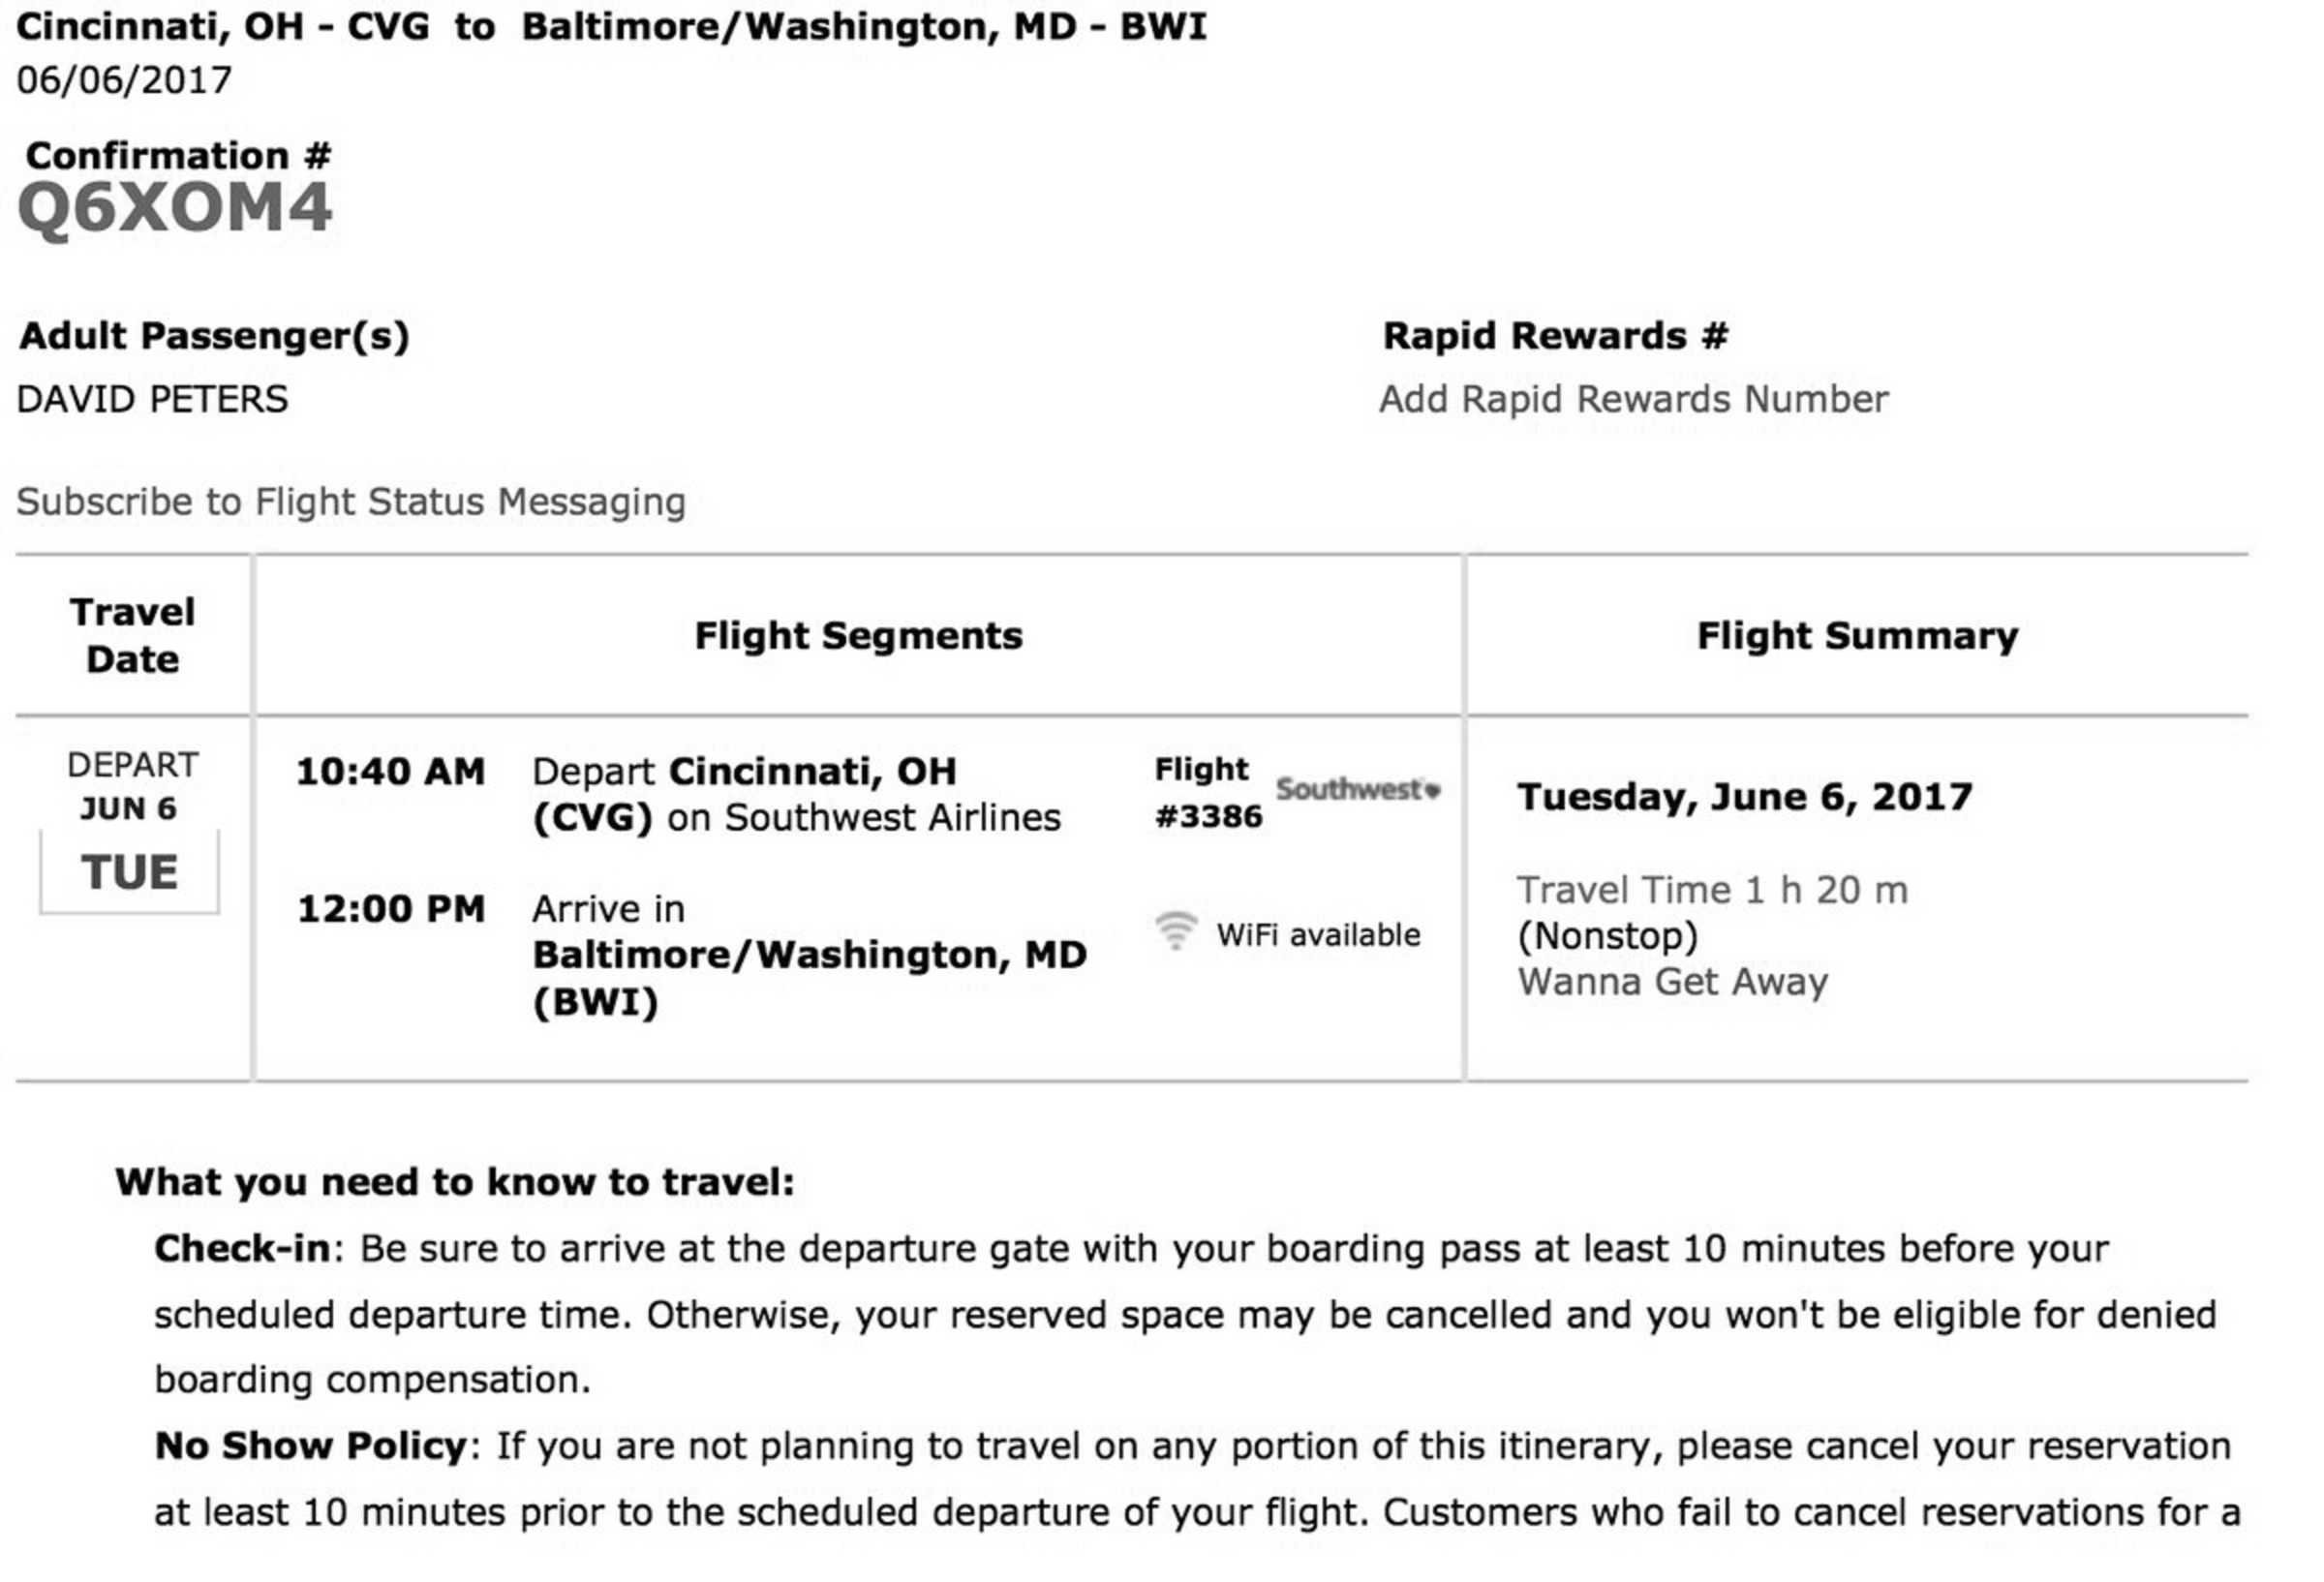 Cincinnati, OH - CVG to Baltimore/Washington, MD - BWI
06/06/2017
Confirmation #
Q6XOM4
Adult Passenger(s)
Rapid Rewards #
DAVID PETERS
Add Rapid Rewards Number
Subscribe to Flight Status Messaging
Travel
Date
Flight Segments
Flight Summary
DEPART
JUN 6
TUE
10:40 AM
Depart Cincinnati, OH
(CVG) on Southwest Airlines
Flight
#3386
Southwest
12:00 PM
Arrive in
Baltimore/Washington, MD
(BWI)
WiFi available
Tuesday, June 6, 2017
Travel Time 1 h 20 m
(Nonstop)
Wanna Get Away
What you need to know to travel:
Check-in: Be sure to arrive at the departure gate with your boarding pass at least 10 minutes before your
scheduled departure time. Otherwise, your reserved space may be cancelled and you won't be eligible for denied
boarding compensation.
No Show Policy: If you are not planning to travel on any portion of this itinerary, please cancel your reservation
at least 10 minutes prior to the scheduled departure of your flight. Customers who fail to cancel reservations for a